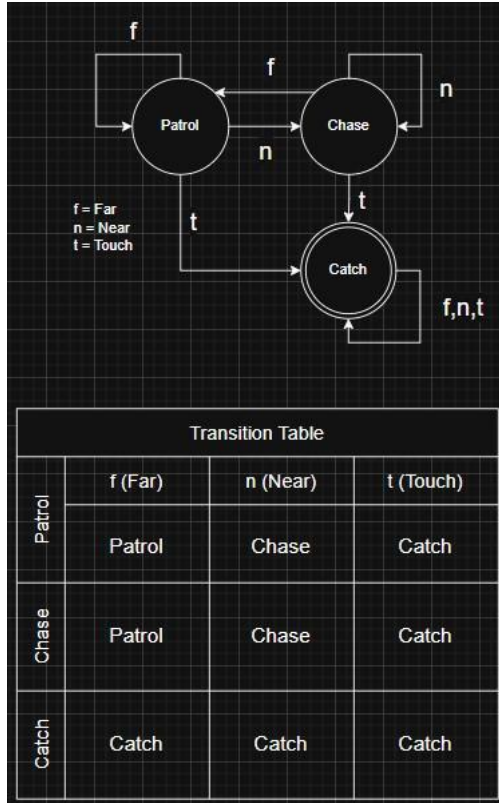 f
f
n
Patrol
Chase
n
f = Far
n = Near
t = Touch
t
t
Catch
f,n,t
Transition Table
f (Far)
n (Near)
t (Touch)
Patrol
Patrol
Chase
Catch
Chase
Patrol
Chase
Catch
Catch
Catch
Catch
Catch